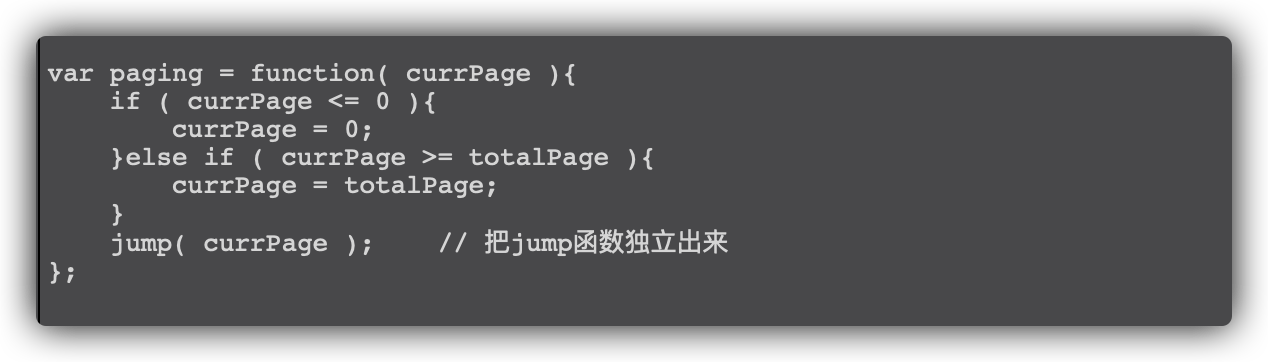 var paging = function( currPage ){
    if ( currPage <= 0 ){
        currPage = 0;
    }else if ( currPage >= totalPage ){
        currPage = totalPage;
    }
    jump( currPage );    // 把jump函数独立出来
};